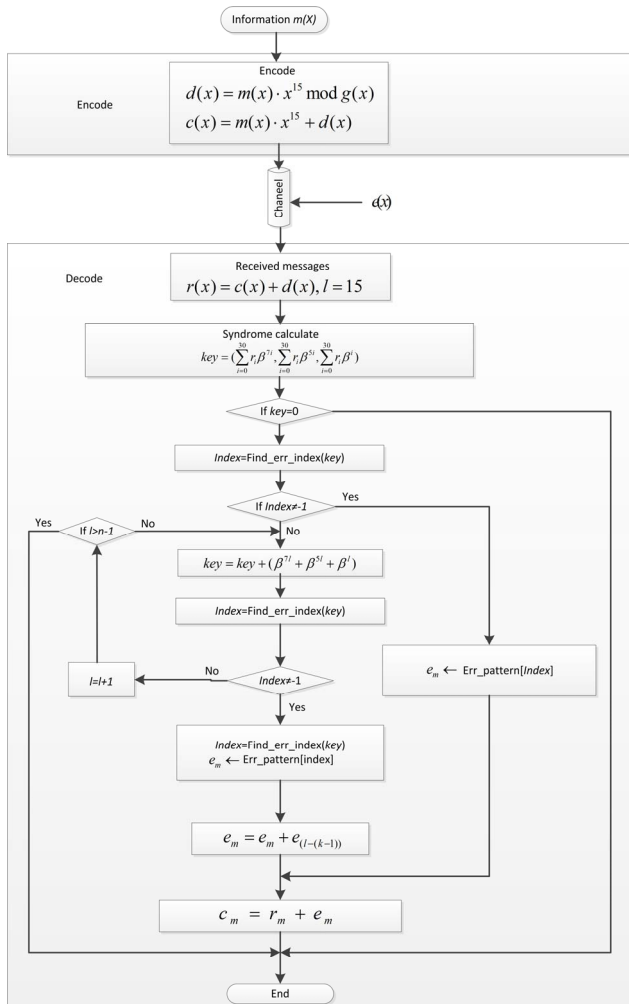 Information m(X)
Encode
Encode
d(x) = m(x) · x^15 mod g(x)
c(x) = m(x) · x^15 + d(x)
Chaneel
e(x)
Decode
Received messages
r(x) = c(x) + d(x), l = 15
Syndrome calculate
key = (∑_{i=0}^{30} r_i β^{7i}, ∑_{i=0}^{30} r_i β^{5i}, ∑_{i=0}^{30} r_i β^i)
If key=0
Index=Find_err_index(key)
If Index≠-1
Yes
No
Yes
If l>n-1
No
key = key + (β^{7l} + β^{5l} + β^l)
Index=Find_err_index(key)
e_m ← Err_pattern[Index]
l=l+1
No
Index≠-1
Yes
Index=Find_err_index(key)
e_m ← Err_pattern[index]
e_m = e_m + e_(l−(k−1))
c_m = r_m + e_m
End